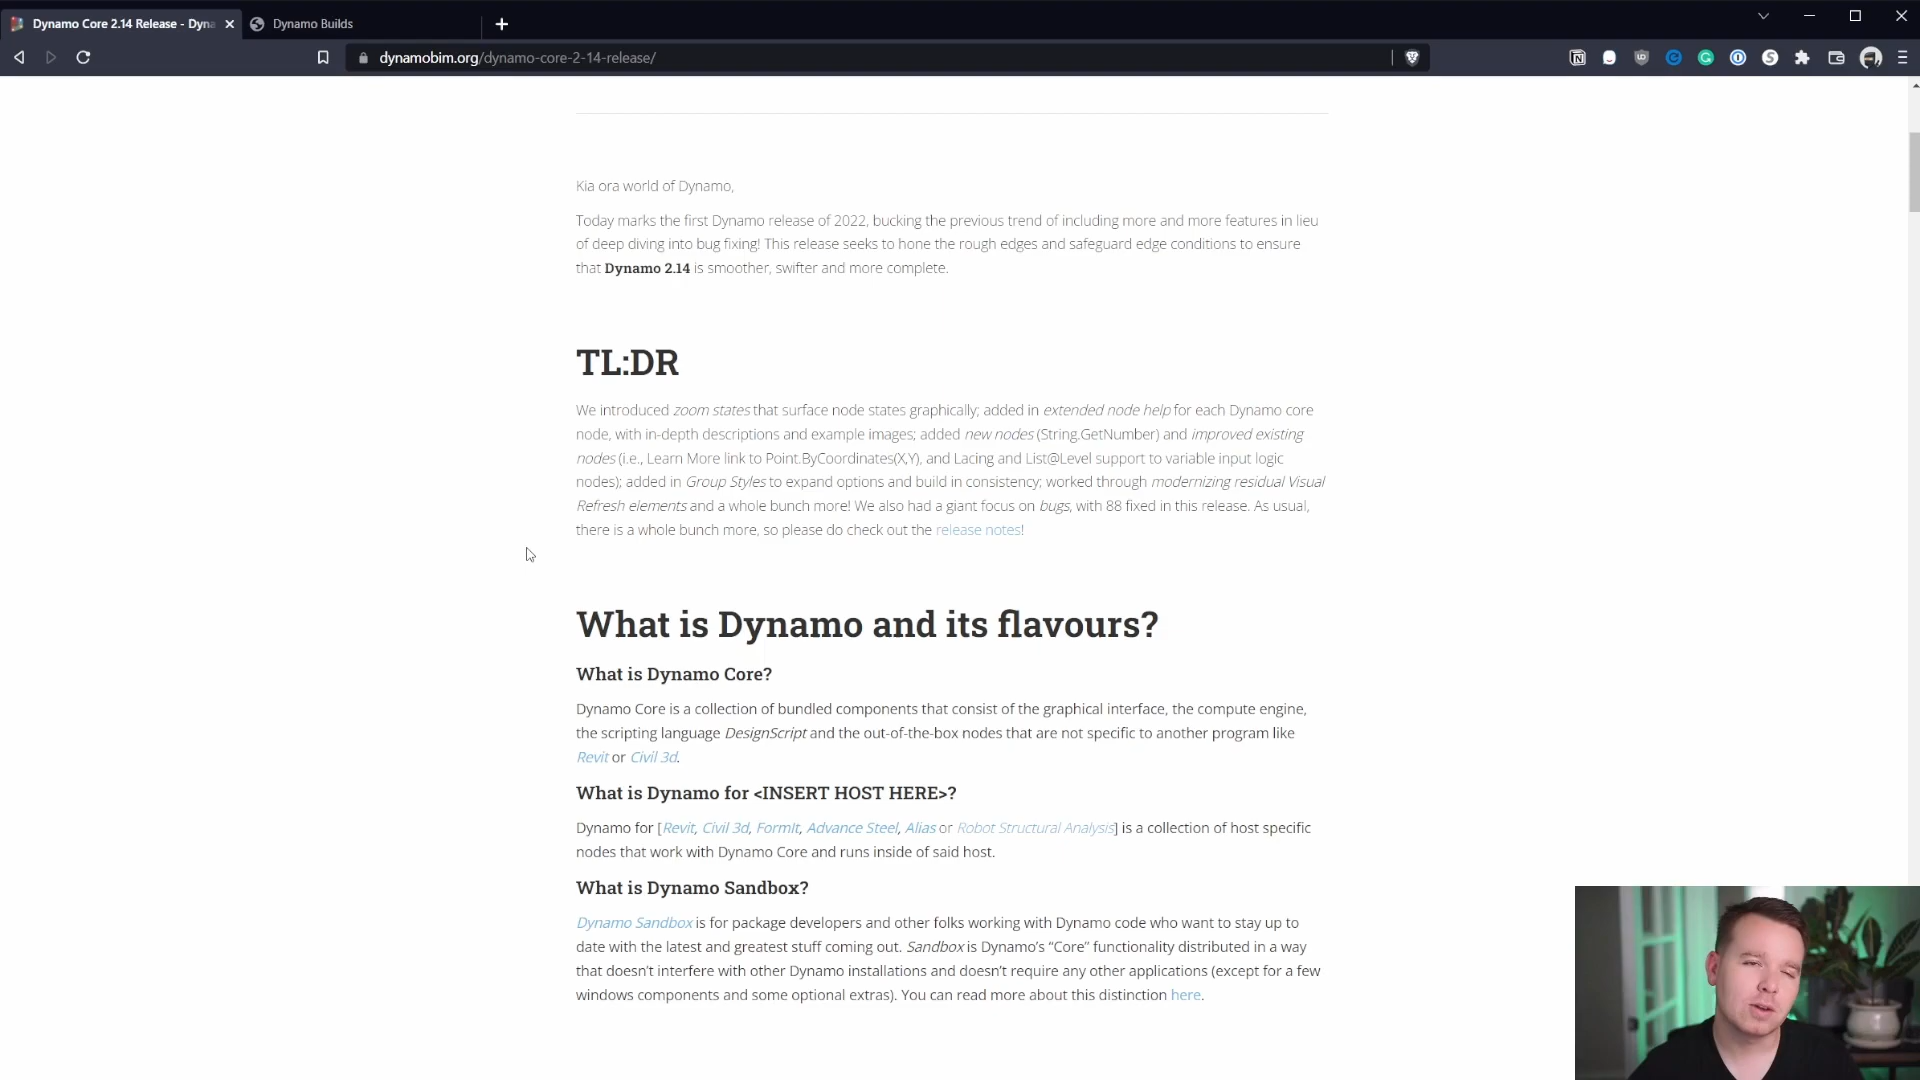 Dynamo Core 2.14 Release - Dyna
Dynamo Builds
dynamobim.org/dynamo-core-2-14-release/
Kia ora world of Dynamo,
Today marks the first Dynamo release of 2022, bucking the previous trend of including more and more features in lieu
of deep diving into bug fixing! This release seeks to hone the rough edges and safeguard edge conditions to ensure
that Dynamo 2.14 is smoother, swifter and more complete.
TL:DR
We introduced zoom states that surface node states graphically; added in extended node help for each Dynamo core
node, with in-depth descriptions and example images; added new nodes (String.GetNumber) and improved existing
nodes (i.e., Learn More link to Point.ByCoordinates(X,Y), and Lacing and List@Level support to variable input logic
nodes); added in Group Styles to expand options and build in consistency; worked through modernizing residual Visual
Refresh elements and a whole bunch more! We also had a giant focus on bugs, with 88 fixed in this release. As usual,
there is a whole bunch more, so please do check out the release notes!
What is Dynamo and its flavours?
What is Dynamo Core?
Dynamo Core is a collection of bundled components that consist of the graphical interface, the compute engine,
the scripting language DesignScript and the out-of-the-box nodes that are not specific to another program like
Revit or Civil 3d.
What is Dynamo for <INSERT HOST HERE>?
Dynamo for [Revit, Civil 3d, FormIt, Advance Steel, Alias or Robot Structural Analysis] is a collection of host specific
nodes that work with Dynamo Core and runs inside of said host.
What is Dynamo Sandbox?
Dynamo Sandbox is for package developers and other folks working with Dynamo code who want to stay up to
date with the latest and greatest stuff coming out. Sandbox is Dynamo’s “Core” functionality distributed in a way
that doesn’t interfere with other Dynamo installations and doesn’t require any other applications (except for a few
windows components and some optional extras). You can read more about this distinction here.